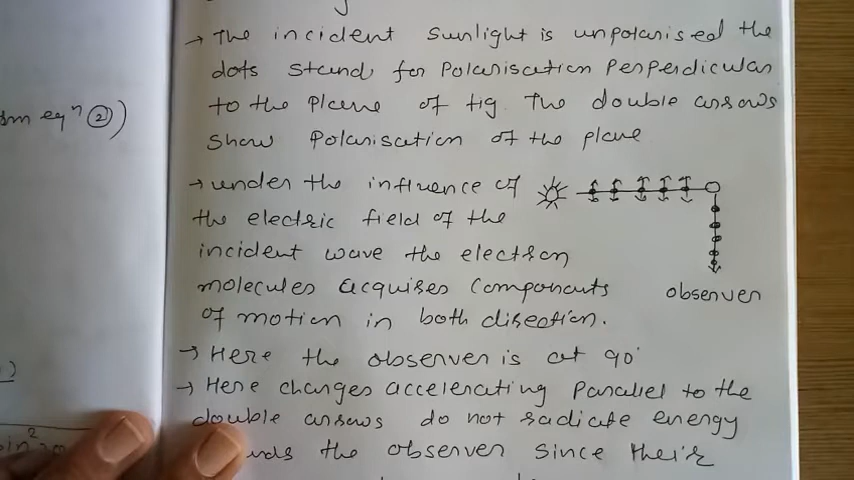 dm eqⁿ ②)
→ The incident sunlight is unpolarised the
dots stand, for Polarisation Perperdicular
to the Plane of fig. The double arrows
show Polarisation of the plane
→ under the influence of
the electric field of the
incident wave the electron
molecules acquires Components
of motion in both direction.
observer
→ Here the observer is at 90°
→ Here charges accelerating Parallel to the
double arrows do not radiate energy
the observer since their